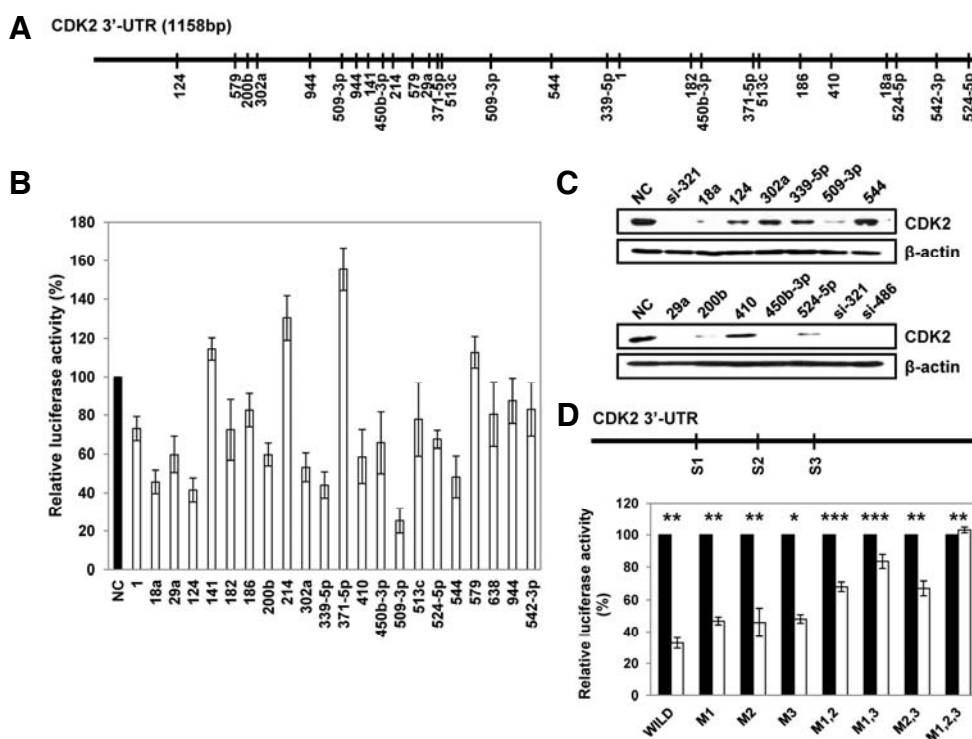 A CDK2 3'-UTR (1158bp)
124 579 200b 302a 944 509-3p 944 141 450b-3p 214 579 29a 371-5p 513c 509-3p 544 339-5p 1 182 450b-3p 371-5p 513c 186 410 18a 524-5p 542-3p 524-5p
B
Relative luciferase activity (%)
180
160
140
120
100
80
60
40
20
0
NC 1 18a 29a 124 141 182 186 200b 214 302a 339-5p 371-5p 410 450b-3p 509-3p 513c 524-5p 544 579 638 944 542-3p
C
NC si-321 18a 124 302a 339-5p 509-3p 544
CDK2
β-actin
NC 29a 200b 410 450b-3p 524-5p si-321 si-486
CDK2
β-actin
D CDK2 3'-UTR
S1 S2 S3
Relative luciferase activity
(%)
120
100
80
60
40
20
0
** ** ** * *** *** ** **
WILD M1 M2 M3 M1,2 M1,3 M2,3 M1,2,3